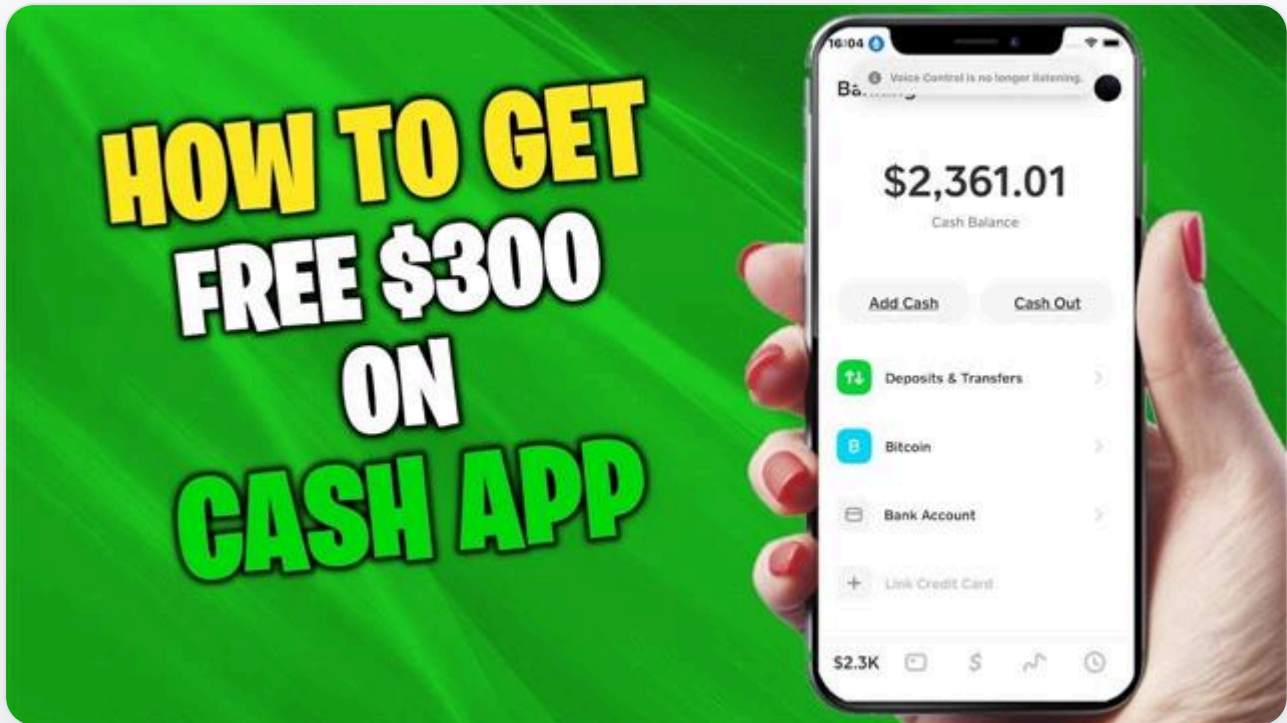 HOW TO GET
FREE $300
ON
CASH APP
16:04
Voice Control is no longer listening.
$2,361.01
Cash Balance
Add Cash
Cash Out
Deposits & Transfers
Bitcoin
Bank Account
Link Credit Card
$2.3K